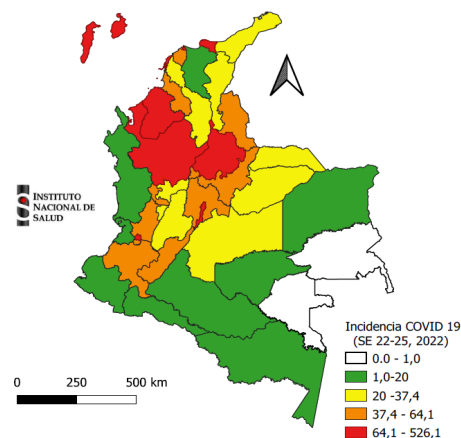 INSTITUTO
NACIONAL DE
SALUD
Incidencia COVID 19
(SE 22-25, 2022)
0.0 - 1,0
1,0-20
20 -37,4
37,4 - 64,1
64,1 - 526,1
0 250 500 km